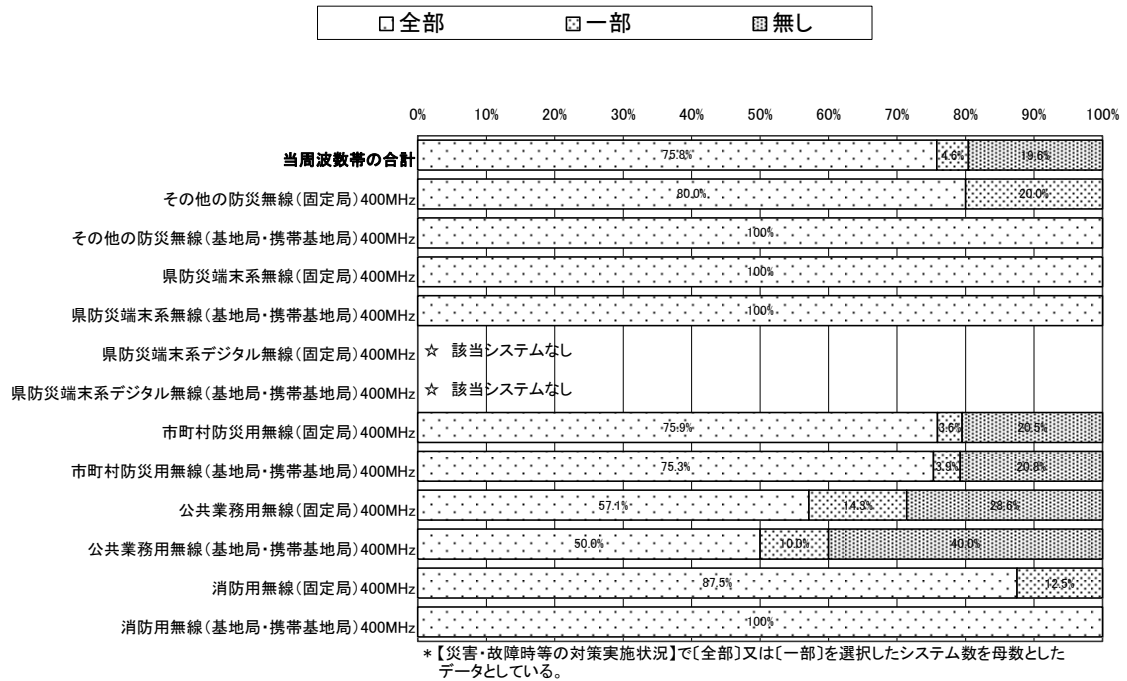 全部 一部 無し
0% 10% 20% 30% 40% 50% 60% 70% 80% 90% 100%
当周波数帯の合計 75.8% 4.6% 19.6%
その他の防災無線(固定局)400MHz 80.0% 20.0%
その他の防災無線(基地局・携帯基地局)400MHz 100%
県防災端末系無線(固定局)400MHz 100%
県防災端末系無線(基地局・携帯基地局)400MHz 100%
県防災端末系デジタル無線(固定局)400MHz ☆ 該当システムなし
県防災端末系デジタル無線(基地局・携帯基地局)400MHz ☆ 該当システムなし
市町村防災用無線(固定局)400MHz 75.9% 3.6% 20.5%
市町村防災用無線(基地局・携帯基地局)400MHz 75.3% 3.9% 20.8%
公共業務用無線(固定局)400MHz 57.1% 14.3% 28.6%
公共業務用無線(基地局・携帯基地局)400MHz 50.0% 10.0% 40.0%
消防用無線(固定局)400MHz 87.5% 12.5%
消防用無線(基地局・携帯基地局)400MHz 100%
*【災害・故障時等の対策実施状況】で〔全部〕又は〔一部〕を選択したシステム数を母数とした
データとしている。